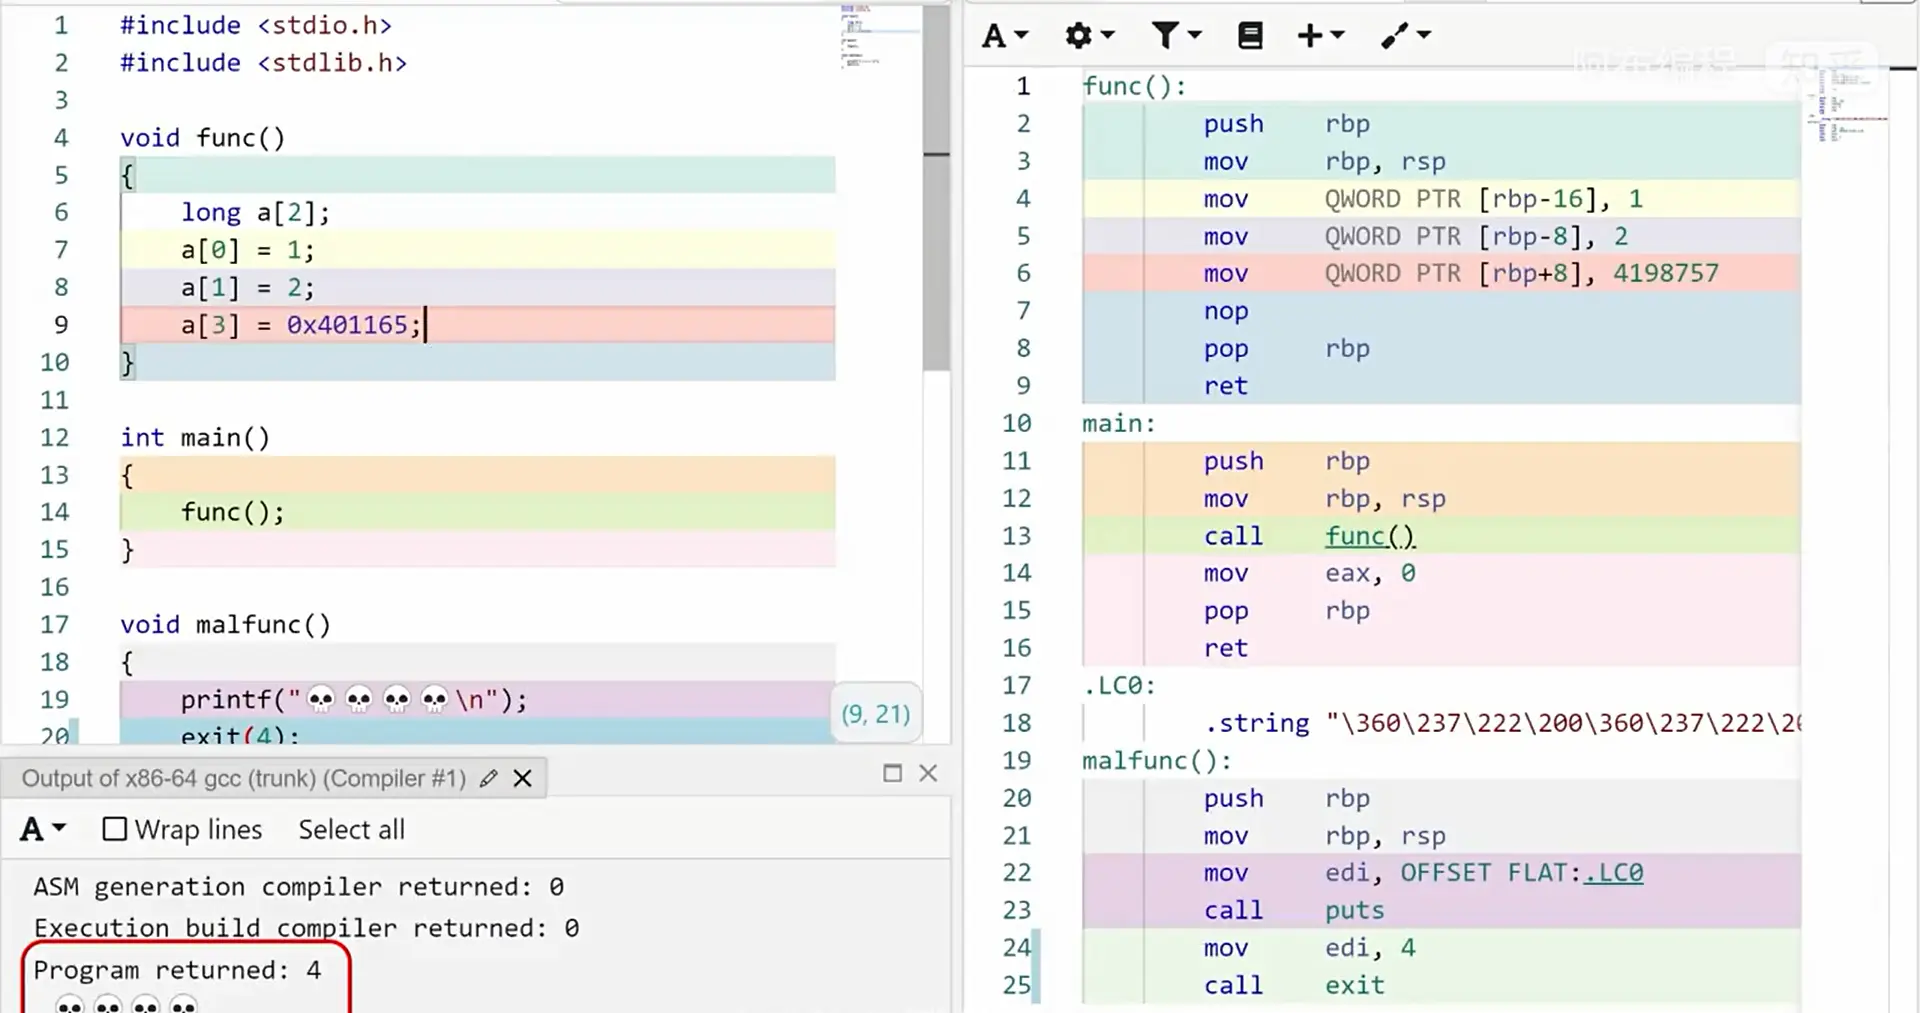 1 #include <stdio.h>
2 #include <stdlib.h>
3
4 void func()
5 {
6 long a[2];
7 a[0] = 1;
8 a[1] = 2;
9 a[3] = 0x401165;
10 }
11
12 int main()
13 {
14 func();
15 }
16
17 void malfunc()
18 {
19 printf("💀💀💀💀\n");
20 exit(4);
(9, 21)
Output of x86-64 gcc (trunk) (Compiler #1)
A Wrap lines Select all
ASM generation compiler returned: 0
Execution build compiler returned: 0
Program returned: 4
💀💀💀💀
A
阿布编程 知乎
1 func():
2 push rbp
3 mov rbp, rsp
4 mov QWORD PTR [rbp-16], 1
5 mov QWORD PTR [rbp-8], 2
6 mov QWORD PTR [rbp+8], 4198757
7 nop
8 pop rbp
9 ret
10 main:
11 push rbp
12 mov rbp, rsp
13 call func()
14 mov eax, 0
15 pop rbp
16 ret
17 .LC0:
18 .string "\360\237\222\200\360\237\222\20
19 malfunc():
20 push rbp
21 mov rbp, rsp
22 mov edi, OFFSET FLAT:.LC0
23 call puts
24 mov edi, 4
25 call exit